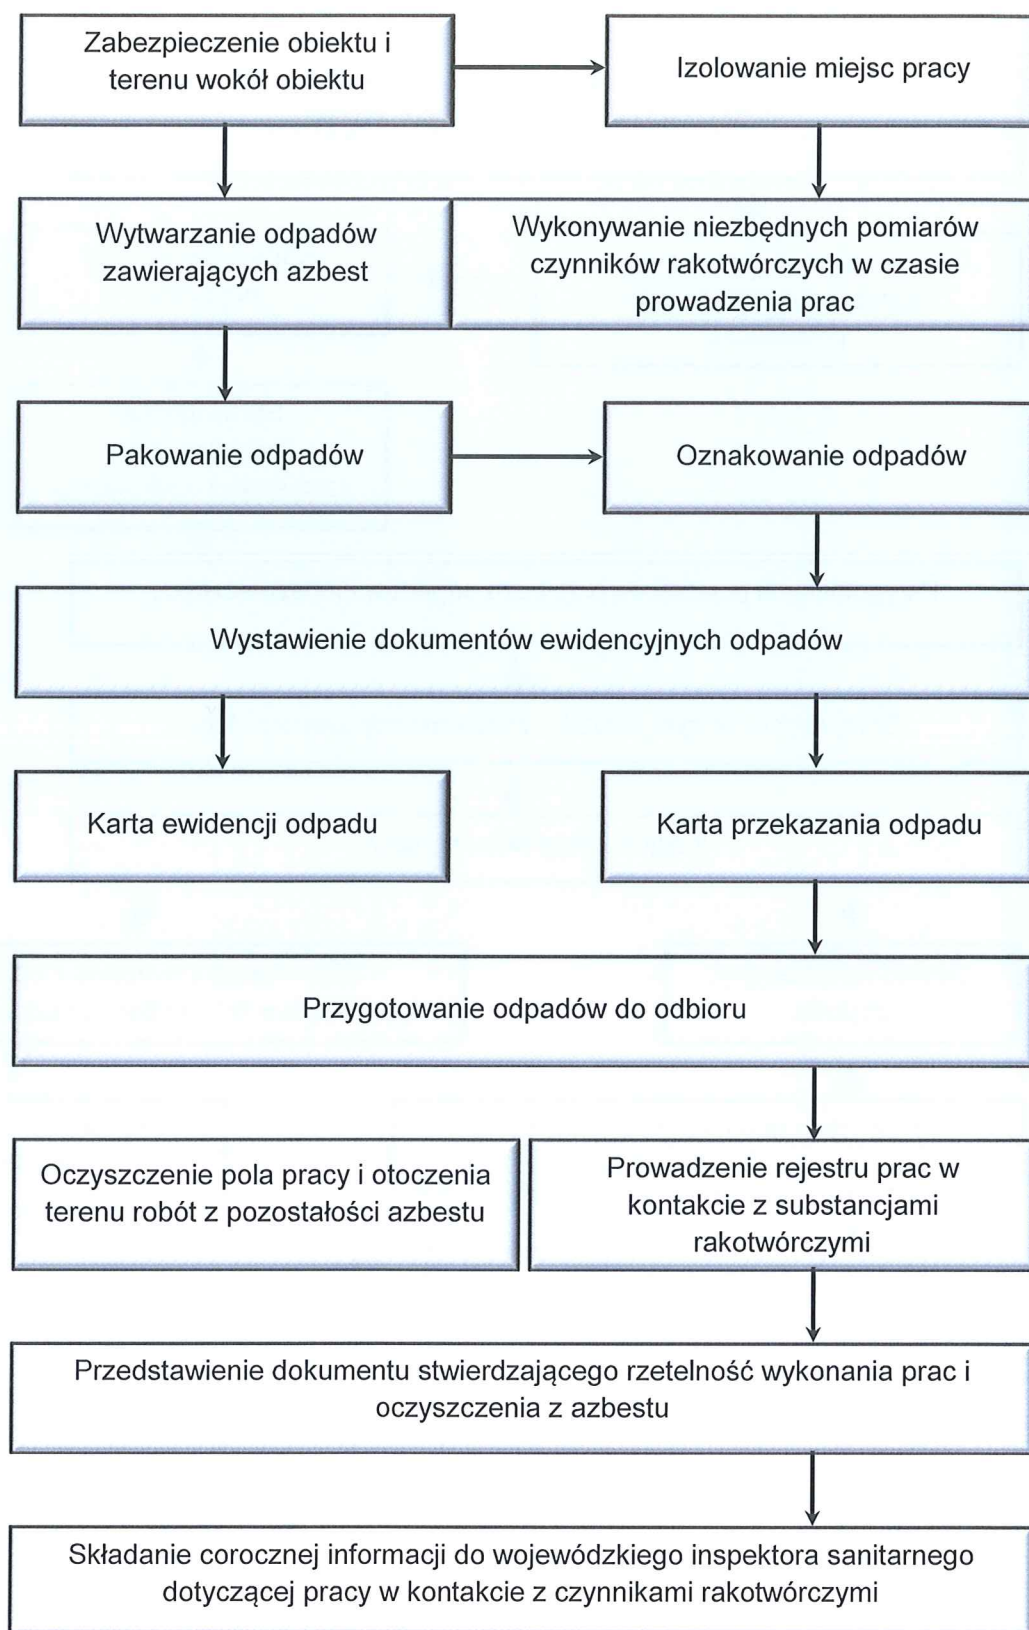 Zabezpieczenie obiektu i
terenu wokół obiektu
Izolowanie miejsc pracy
Wytwarzanie odpadów
zawierających azbest
Wykonywanie niezbędnych pomiarów
czynników rakotwórczych w czasie
prowadzenia prac
Pakowanie odpadów
Oznakowanie odpadów
Wystawienie dokumentów ewidencyjnych odpadów
Karta ewidencji odpadu
Karta przekazania odpadu
Przygotowanie odpadów do odbioru
Oczyszczenie pola pracy i otoczenia
terenu robót z pozostałości azbestu
Prowadzenie rejestru prac w
kontakcie z substancjami
rakotwórczymi
Przedstawienie dokumentu stwierdzającego rzetelność wykonania prac i
oczyszczenia z azbestu
Składanie corocznej informacji do wojewódzkiego inspektora sanitarnego
dotyczącej pracy w kontakcie z czynnikami rakotwórczymi